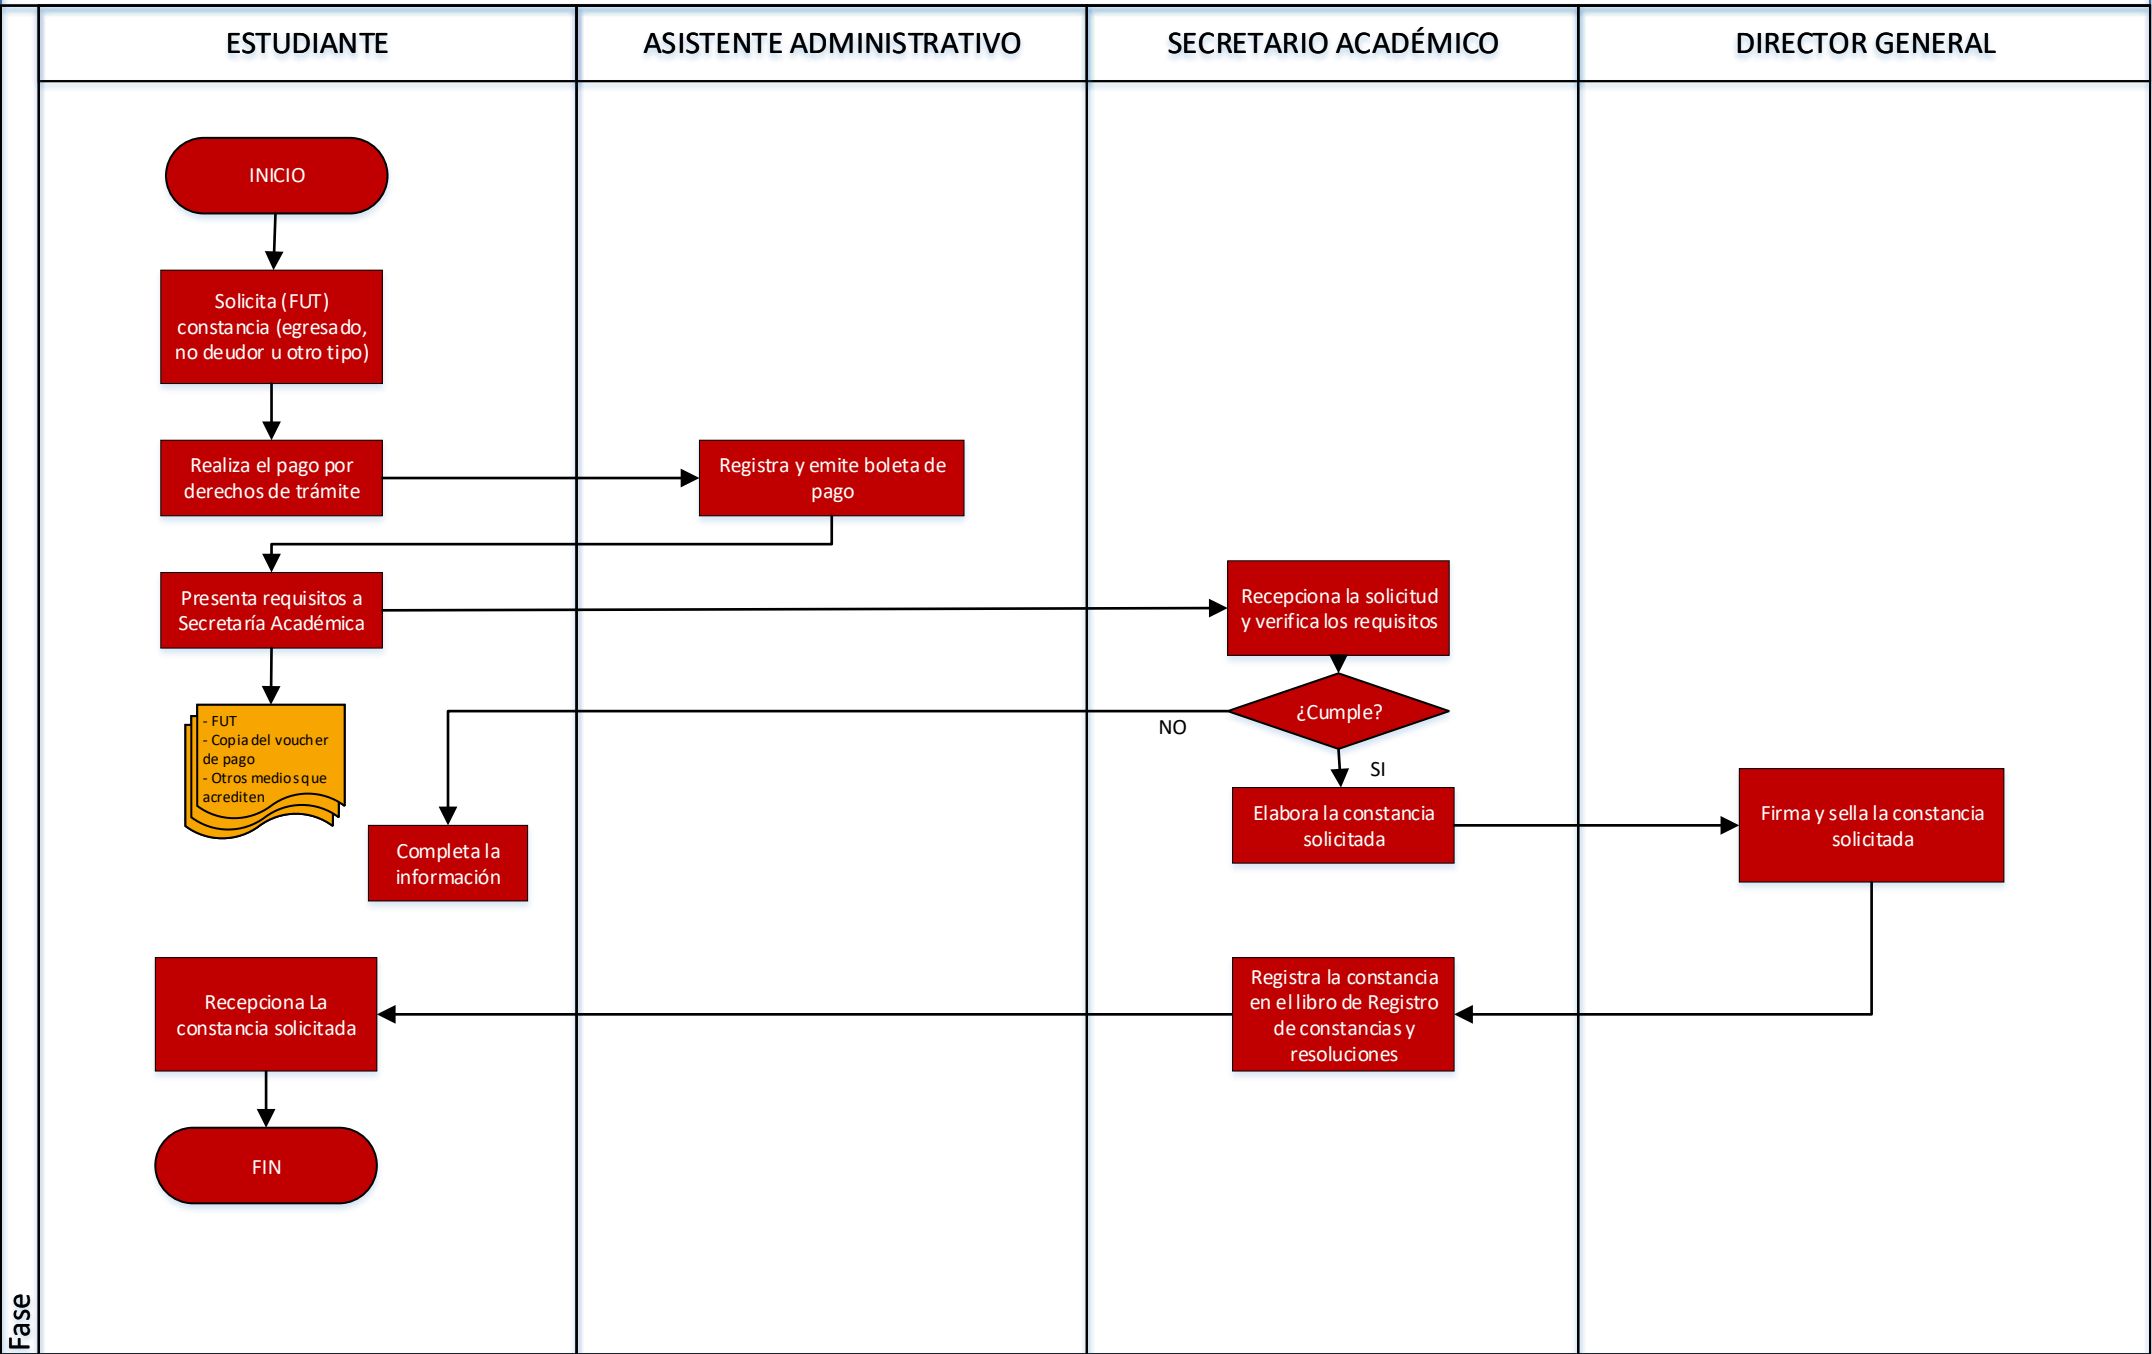 ESTUDIANTE
ASISTENTE ADMINISTRATIVO
SECRETARIO ACADÉMICO
DIRECTOR GENERAL
INICIO
Solicita (FUT)
constancia (egresado,
no deudor u otro tipo)
Realiza el pago por
derechos de trámite
Registra y emite boleta de
pago
Presenta requisitos a
Secretaría Académica
Recepciona la solicitud
y verifica los requisitos
- FUT
- Copia del voucher
de pago
- Otros medios que
acrediten
¿Cumple?
NO
SI
Completa la
información
Elabora la constancia
solicitada
Firma y sella la constancia
solicitada
Recepciona La
constancia solicitada
Registra la constancia
en el libro de Registro
de constancias y
resoluciones
FIN
Fase